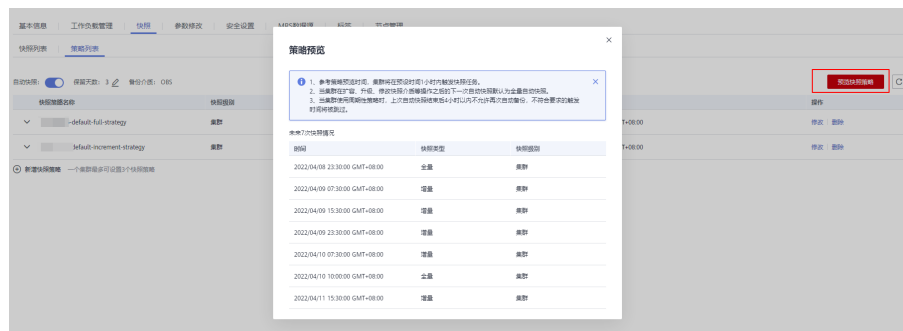 基本信息 工作负载管理 快照 参数修改 安全设置 MRS数据源 标签 节点管理
快照列表 策略列表
自动快照: 保留天数: 3 备份介质: OBS
预览快照策略
快照策略名称 快照级别 操作
-default-full-strategy 集群 T+08:00 修改 删除
default-increment-strategy 集群 T+08:00 修改 删除
新增快照策略 一个集群最多可设置3个快照策略
策略预览
1、参考策略预览时间，集群将在预设时间1小时内触发快照任务。
2、当集群在扩容、升级、修改快照介质等操作之后的下一次自动快照默认为全量自动快照。
3、当集群使用周期性策略时，上次自动快照结束后4小时以内不允许再次自动备份，不符合要求的触发
时间将被跳过。
未来7次快照情况
时间 快照类型 快照级别
2022/04/08 23:30:00 GMT+08:00 全量 集群
2022/04/09 07:30:00 GMT+08:00 增量 集群
2022/04/09 15:30:00 GMT+08:00 增量 集群
2022/04/09 23:30:00 GMT+08:00 增量 集群
2022/04/10 07:30:00 GMT+08:00 增量 集群
2022/04/10 10:00:00 GMT+08:00 全量 集群
2022/04/11 15:30:00 GMT+08:00 增量 集群